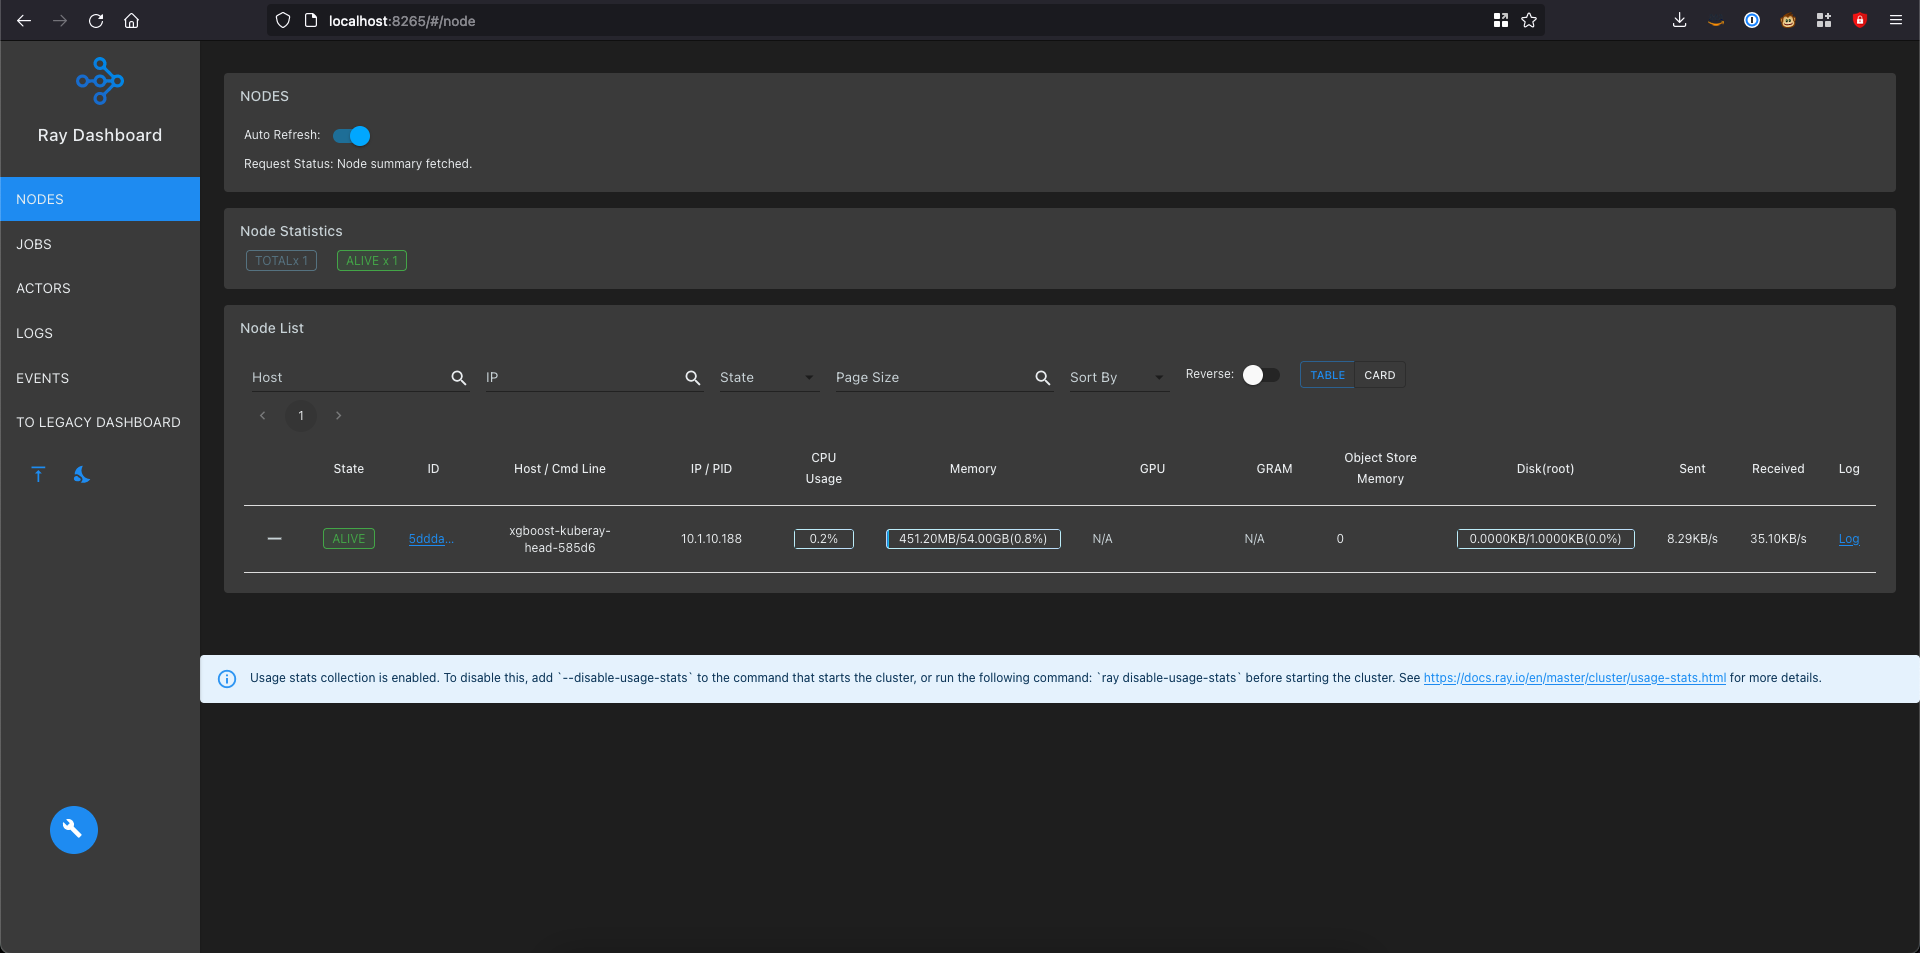 localhost:8265/#/node
Ray Dashboard
NODES
JOBS
ACTORS
LOGS
EVENTS
TO LEGACY DASHBOARD
NODES
Auto Refresh:
Request Status: Node summary fetched.
Node Statistics
TOTALx 1 ALIVE x 1
Node List
Host IP State Page Size Sort By Reverse: TABLE CARD
1
State ID Host / Cmd Line IP / PID CPU Usage Memory GPU GRAM Object Store Memory Disk(root) Sent Received Log
ALIVE 5ddda... xgboost-kuberay-head-585d6 10.1.10.188 0.2% 451.20MB/54.00GB(0.8%) N/A N/A 0 0.0000KB/1.0000KB(0.0%) 8.29KB/s 35.10KB/s Log
Usage stats collection is enabled. To disable this, add `--disable-usage-stats` to the command that starts the cluster, or run the following command: `ray disable-usage-stats` before starting the cluster. See https://docs.ray.io/en/master/cluster/usage-stats.html for more details.